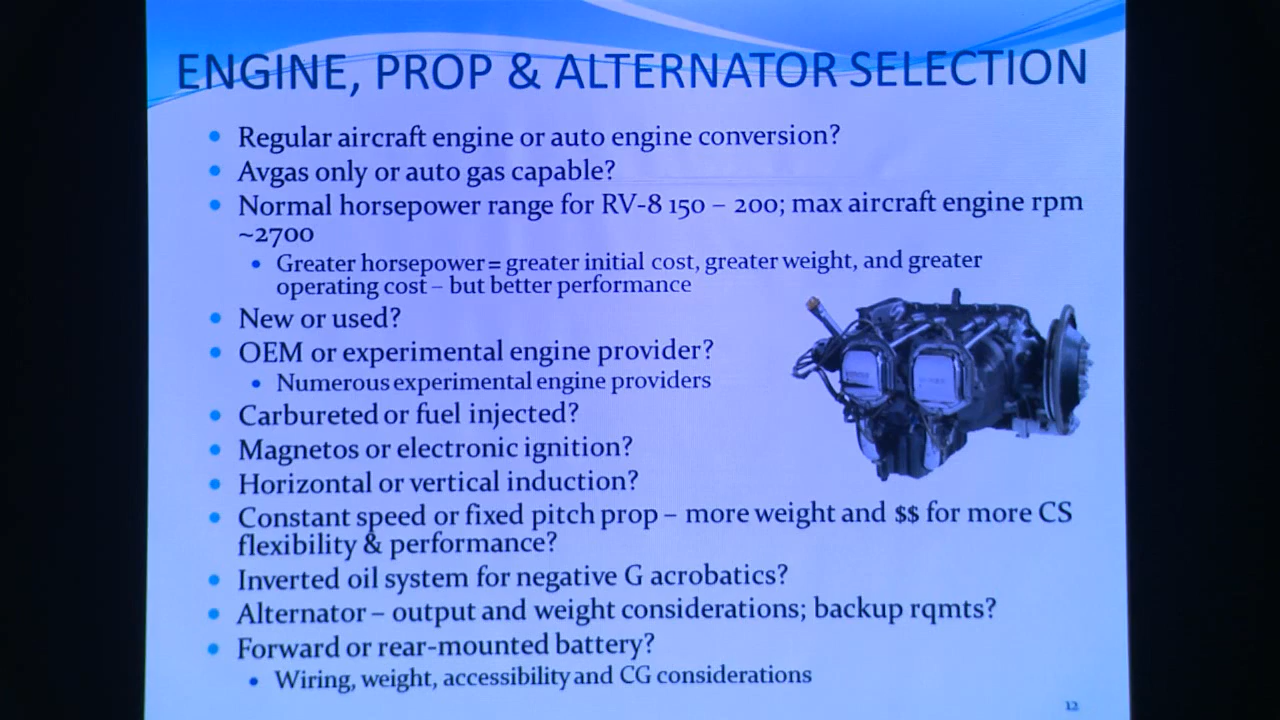 ENGINE, PROP & ALTERNATOR SELECTION
• Regular aircraft engine or auto engine conversion?
• Avgas only or auto gas capable?
• Normal horsepower range for RV-8 150 – 200; max aircraft engine rpm
~2700
• Greater horsepower = greater initial cost, greater weight, and greater
operating cost – but better performance
• New or used?
• OEM or experimental engine provider?
• Numerous experimental engine providers
• Carbureted or fuel injected?
• Magnetos or electronic ignition?
• Horizontal or vertical induction?
• Constant speed or fixed pitch prop – more weight and $$ for more CS
flexibility & performance?
• Inverted oil system for negative G acrobatics?
• Alternator – output and weight considerations; backup rqmts?
• Forward or rear-mounted battery?
• Wiring, weight, accessibility and CG considerations
12